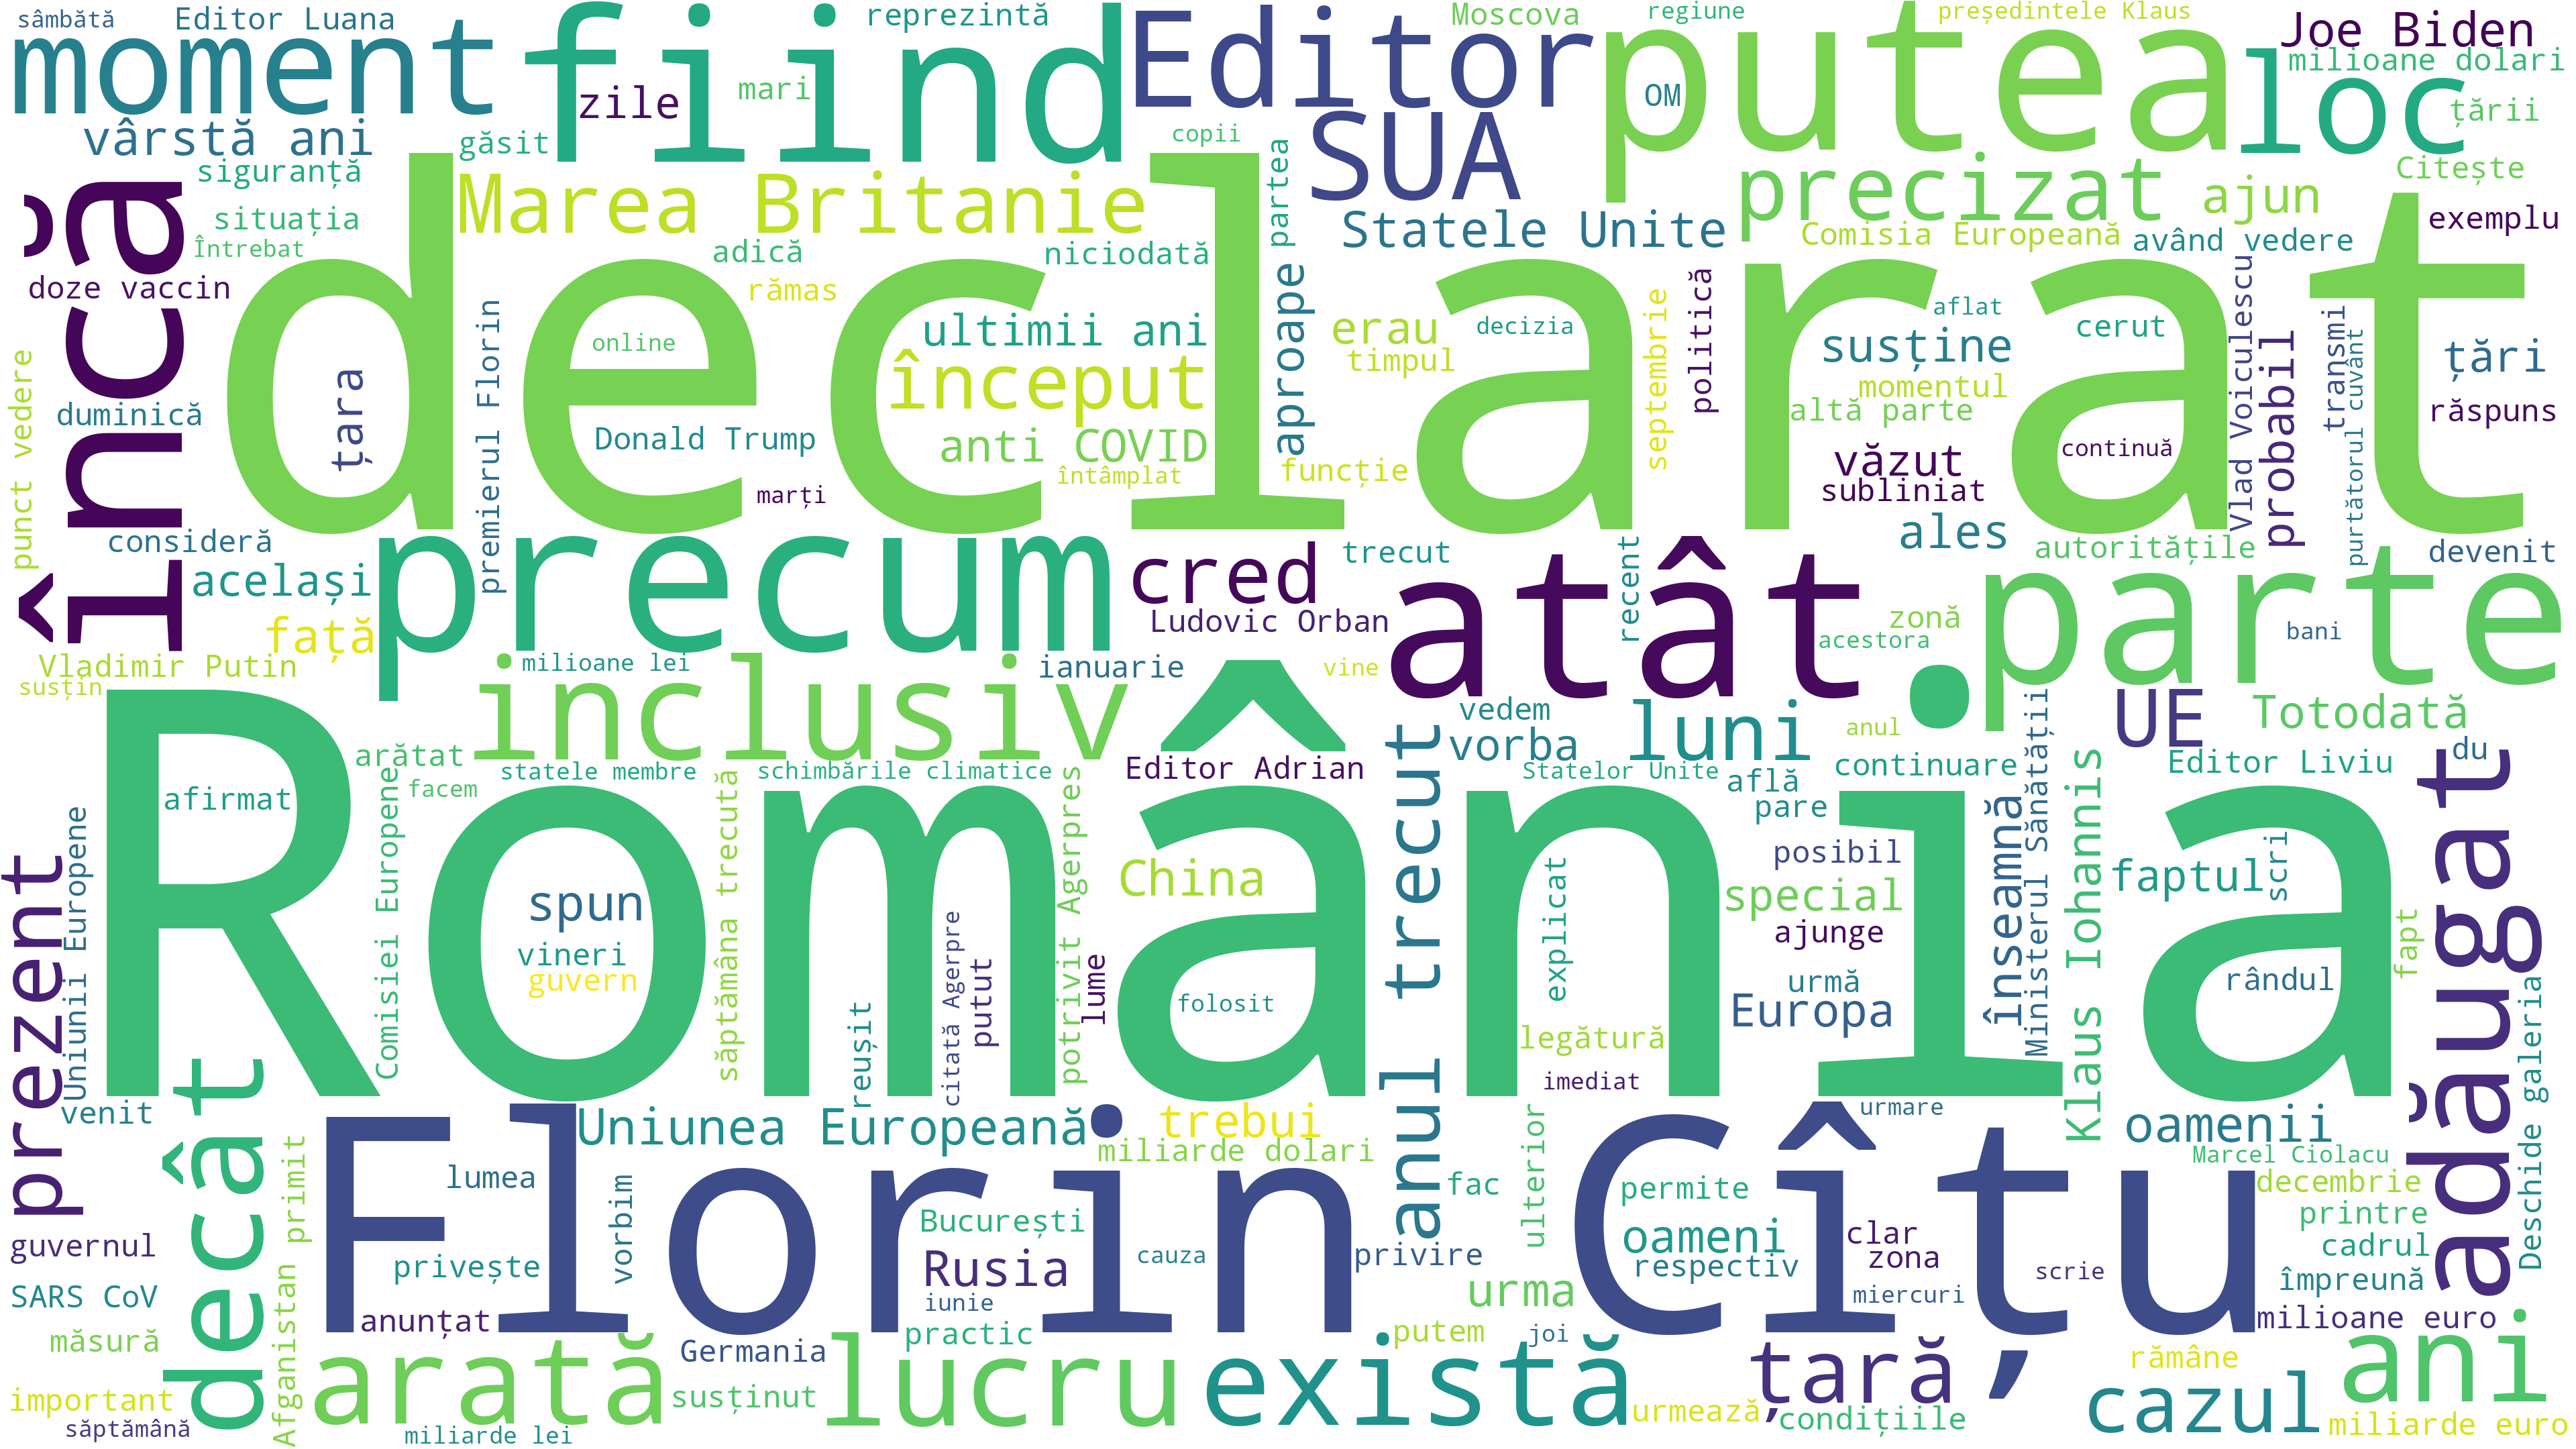 sâmbătă
Editor Luana
moment
fiind
reprezintă
Editor
Moscova
regiune
președintele Klaus
Joe Biden
putea
milioane dolari
loc
zile
mari
OM
SUA
țării
vârstă ani
găsit
copii
siguranță
Marea Britanie
partea
precizat
Citește
ajun
situația
Statele Unite
exemplu
Întrebat
adică
niciodată
Comisia Europeană
având vedere
încă
declarat
doze vaccin
rămas
aproape
septembrie
politică
Vlad Voiculescu
aflat
premierul Florin
online
ultimii ani
erau
decizia
susține
cerut
probabil
transmi
purtătorul cuvânt
țări
punct vedere
țara
început
timpul
momentul
duminică
altă parte
răspuns
Donald Trump
anti COVID
funcție
văzut
continuă
marți
întâmplat
subliniat
consideră
precum
cred
trecut
recent
ales
autoritățile
devenit
același
atât
parte
față
Ludovic Orban
zonă
acestora
bani
Vladimir Putin
milioane lei
ianuarie
vine
susțin
inclusiv
România
anul trecut
vedem
luni
anul
Ministerul Sănătății
UE
Totodată
arătat
vorba
du
statele membre
schimbările climatice
Editor Adrian
Statelor Unite
află
continuare
Editor Liviu
adăugat
afirmat
facem
Comisiei Europene
săptămâna trecută
potrivit Agerpres
pare
înseamnă
Klaus Iohannis
prezent
Uniunii Europene
China
explicat
posibil
special
faptul
scri
spun
citată Agerpre
fapt
vineri
guvern
putut
lume
ajunge
rândul
reușit
folosit
urmă
Europa
Deschide galeria
legătură
imediat
decât
venit
Florin Cîțu
Uniunea Europeană
trebui
ulterior
urmare
oamenii
Afganistan
primit
miliarde dolari
Marcel Ciolacu
lumea
vorbim
fac
permite
decembrie
București
printre
guvernul
privește
Rusia
cauza
privire
oameni
clar
zona
cadrul
respectiv
scrie
împreună
SARS CoV
iunie
urma
miercuri
anunțat
milioane euro
măsură
arată
Germania
practic
lucru
există
putem
joi
țară
rămâne
ani
important
susținut
cazul
săptămână
miliarde lei
urmează
condițiile
miliarde euro